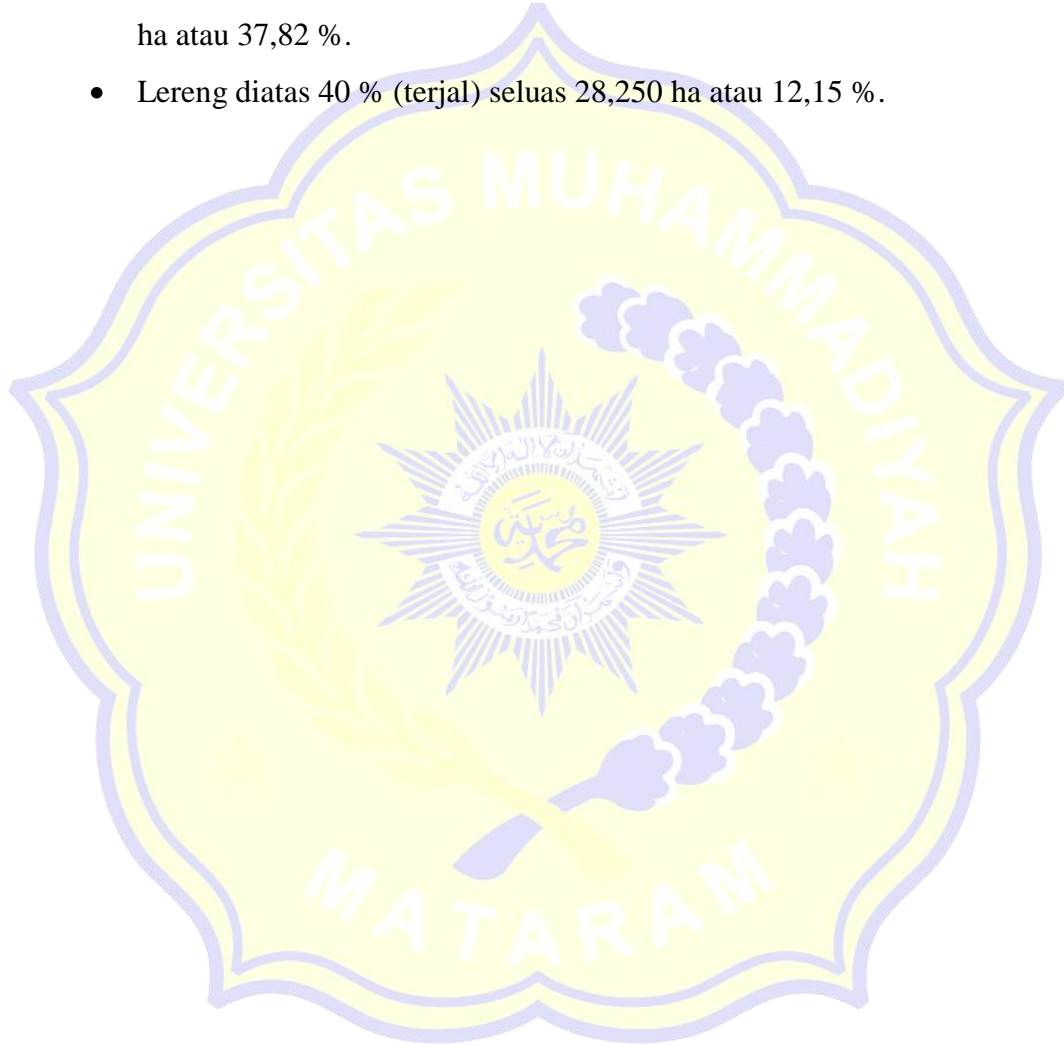 ha atau 37,82 %.
• Lereng diatas 40 % (terjal) seluas 28,250 ha atau 12,15 %.
UNIVERSITAS MUHAMMADIYAH
MATARAM